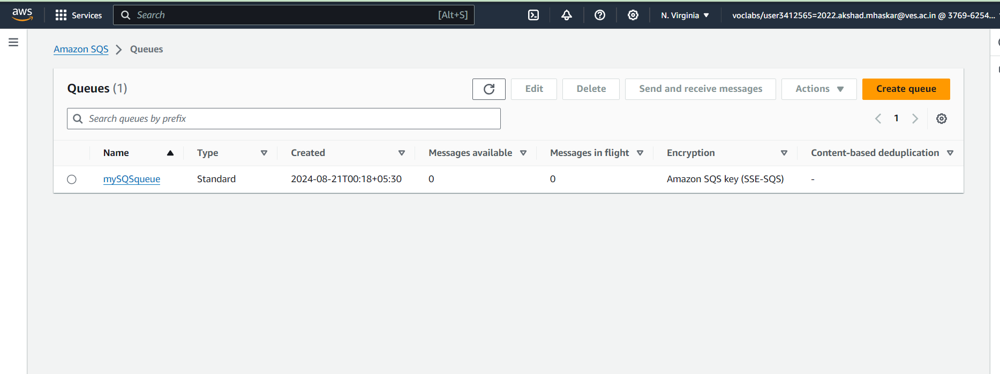 aws Services Search [Alt+S] N. Virginia voclabs/user3412565=2022.akshad.mhaskar@ves.ac.in @ 3769-6254...
Amazon SQS Queues
Queues (1) Edit Delete Send and receive messages Actions Create queue
Search queues by prefix 1
Name Type Created Messages available Messages in flight Encryption Content-based deduplication
mySQSqueue Standard 2024-08-21T00:18+05:30 0 0 Amazon SQS key (SSE-SQS) -